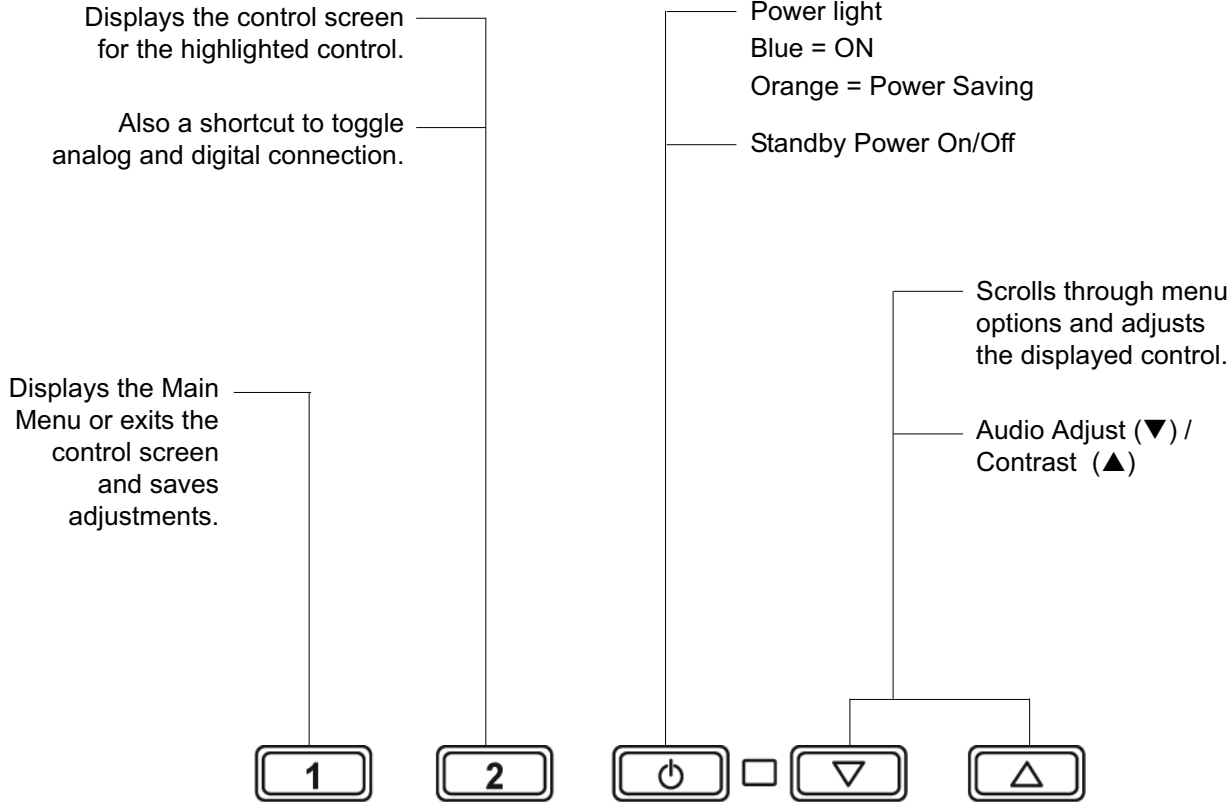 Displays the control screen
for the highlighted control.
Also a shortcut to toggle
analog and digital connection.
Power light
Blue = ON
Orange = Power Saving
Standby Power On/Off
Scrolls through menu
options and adjusts
the displayed control.
Audio Adjust (▼) /
Contrast (▲)
Displays the Main
Menu or exits the
control screen
and saves
adjustments.
1
2